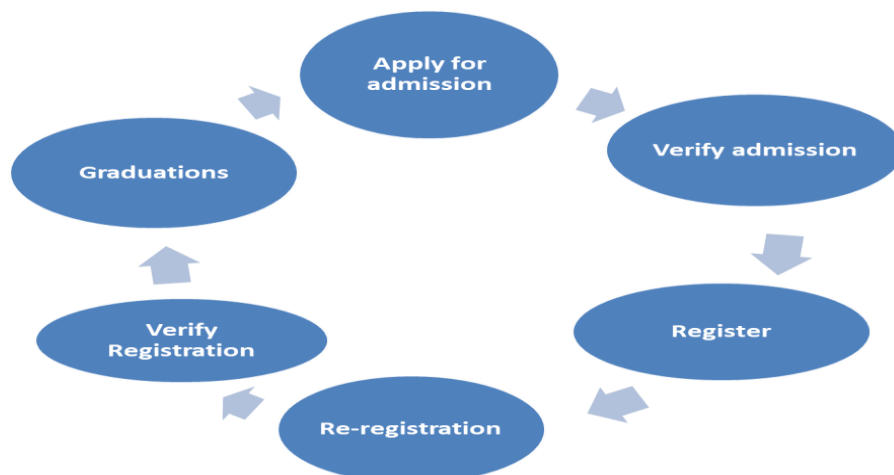 Apply for
admission
Verify admission
Register
Re-registration
Verify
Registration
Graduations